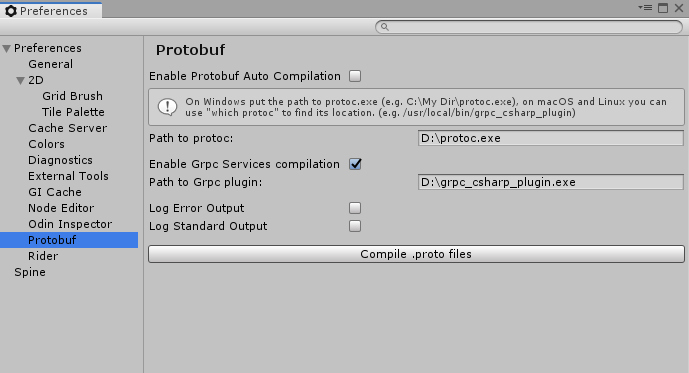 Preferences
Preferences
General
2D
Grid Brush
Tile Palette
Cache Server
Colors
Diagnostics
External Tools
GI Cache
Node Editor
Odin Inspector
Protobuf
Rider
Spine
Protobuf
Enable Protobuf Auto Compilation
On Windows put the path to protoc.exe (e.g. C:\My Dir\protoc.exe), on macOS and Linux you can
use "which protoc" to find its location. (e.g. /usr/local/bin/grpc_csharp_plugin)
Path to protoc: D:\protoc.exe
Enable Grpc Services compilation
Path to Grpc plugin: D:\grpc_csharp_plugin.exe
Log Error Output
Log Standard Output
Compile .proto files